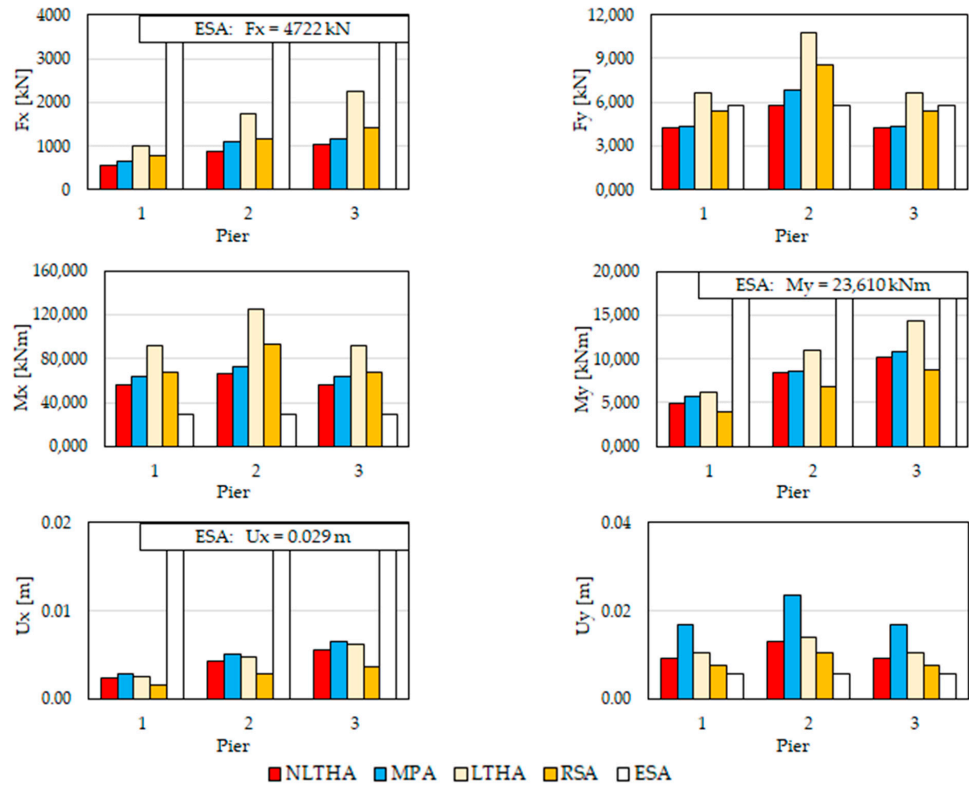 4000
3000
2000
1000
0
Fx [kN]
ESA: Fx = 4722 kN
1 2 3
Pier
12,000
9,000
6,000
3,000
0,000
Fy [kN]
1 2 3
Pier
160,000
120,000
80,000
40,000
0,000
Mx [kNm]
1 2 3
Pier
20,000
15,000
10,000
5,000
0,000
My [kNm]
ESA: My = 23,610 kNm
1 2 3
Pier
0.02
0.01
0.00
Ux [m]
ESA: Ux = 0.029 m
1 2 3
Pier
0.04
0.02
0.00
Uy [m]
1 2 3
Pier
NLTHA MPA LTHA RSA ESA